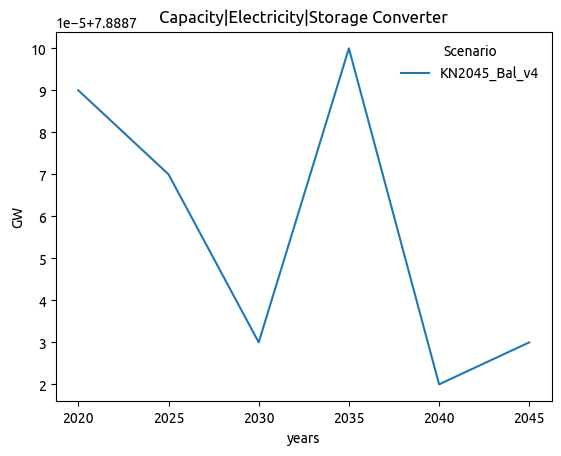 Capacity|Electricity|Storage Converter
1e−5+7.8887
Scenario
KN2045_Bal_v4
10
9
8
7
6
5
4
3
2
GW
2020 2025 2030 2035 2040 2045
years